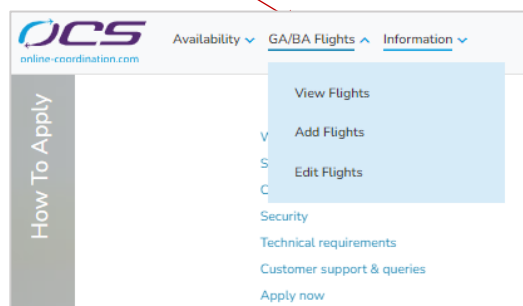 OCS
online-coordination.com
Availability GA/BA Flights Information
View Flights
Add Flights
Edit Flights
How To Apply
Security
Technical requirements
Customer support & queries
Apply now